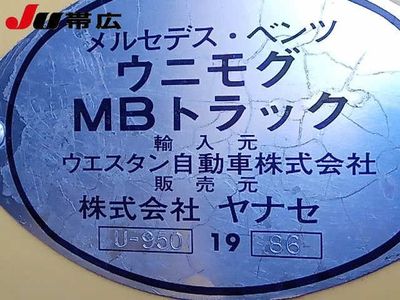 JU帯広
メルセデス・ベンツ
ウニモグ
MBトラック
輸入元
ウエスタン自動車株式会社
販売元
株式会社 ヤナセ
U-950 19 86